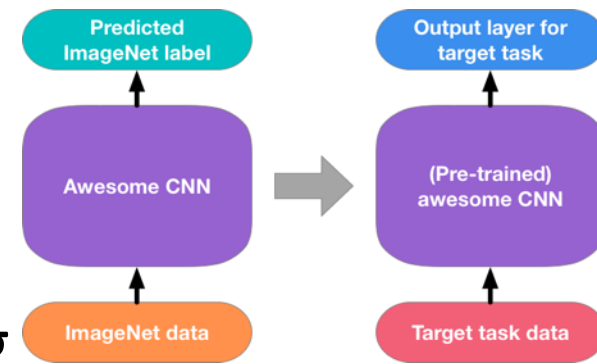 Predicted
ImageNet label
Output layer for
target task
Awesome CNN
(Pre-trained)
awesome CNN
ImageNet data
Target task data